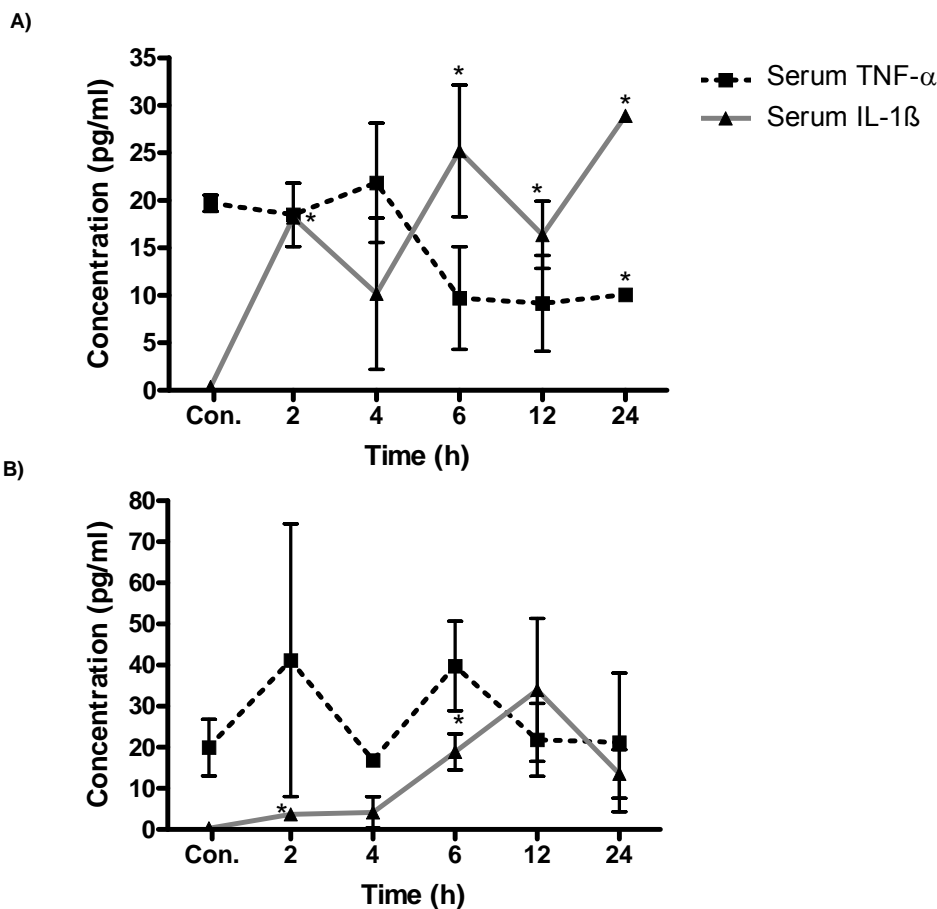 A)
Concentration (pg/ml)
35
30
25
20
15
10
5
0
* * * * *
Con. 2 4 6 12 24
Time (h)
Serum TNF-α
Serum IL-1ß
B)
Concentration (pg/ml)
80
70
60
50
40
30
20
10
0
* *
Con. 2 4 6 12 24
Time (h)